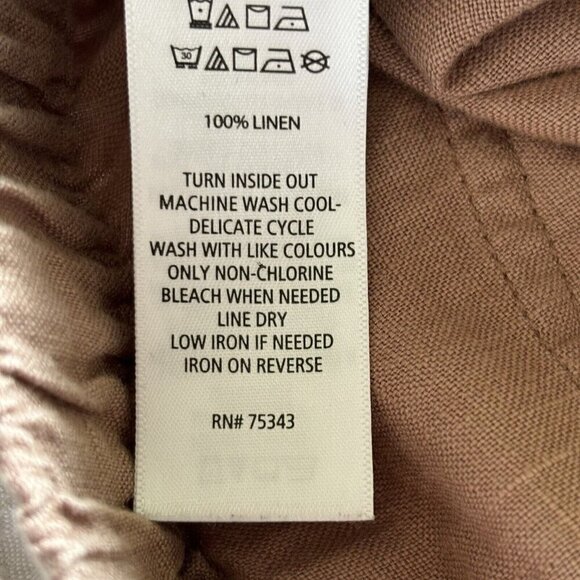 30
100% LINEN
TURN INSIDE OUT
MACHINE WASH COOL-
DELICATE CYCLE
WASH WITH LIKE COLOURS
ONLY NON-CHLORINE
BLEACH WHEN NEEDED
LINE DRY
LOW IRON IF NEEDED
IRON ON REVERSE
RN# 75343